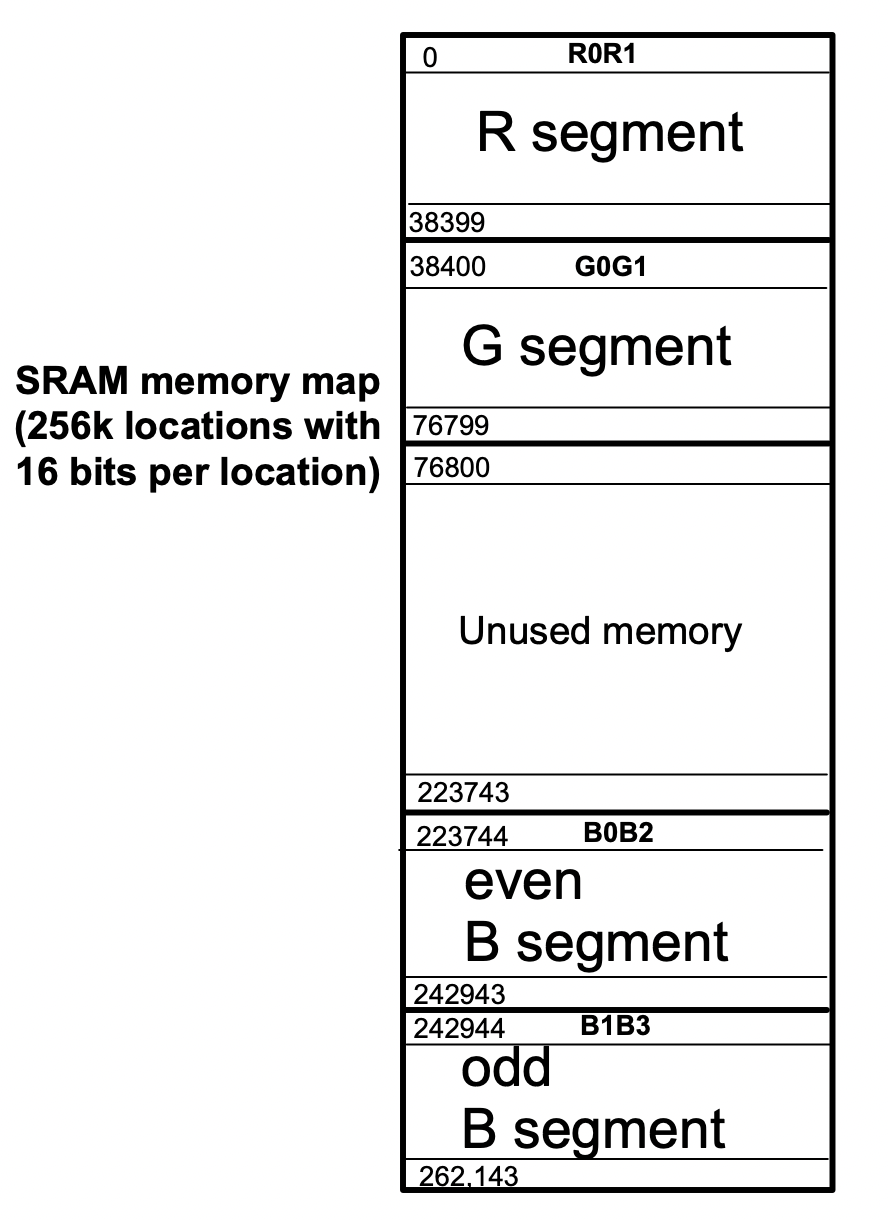 0 R0R1
R segment
38399
38400 G0G1
G segment
SRAM memory map
(256k locations with
16 bits per location)
76799
76800
Unused memory
223743
223744 B0B2
even
B segment
242943
242944 B1B3
odd
B segment
262,143